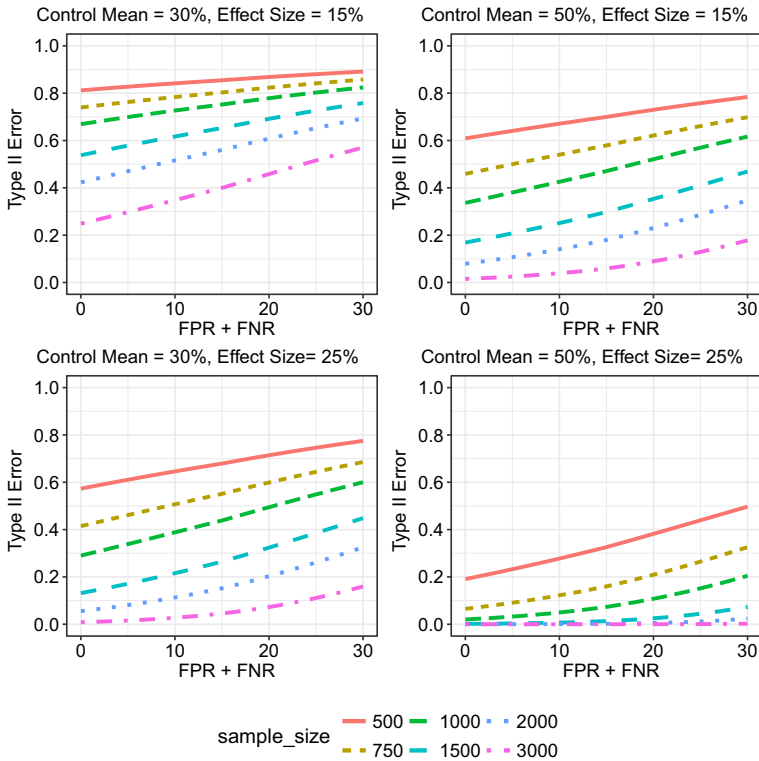 Control Mean = 30%, Effect Size = 15%
Type II Error
1.0
0.8
0.6
0.4
0.2
0.0
0 10 20 30
FPR + FNR
Control Mean = 50%, Effect Size = 15%
Type II Error
1.0
0.8
0.6
0.4
0.2
0.0
0 10 20 30
FPR + FNR
Control Mean = 30%, Effect Size= 25%
Type II Error
1.0
0.8
0.6
0.4
0.2
0.0
0 10 20 30
FPR + FNR
Control Mean = 50%, Effect Size= 25%
Type II Error
1.0
0.8
0.6
0.4
0.2
0.0
0 10 20 30
FPR + FNR
sample_size
500 1000 2000
750 1500 3000